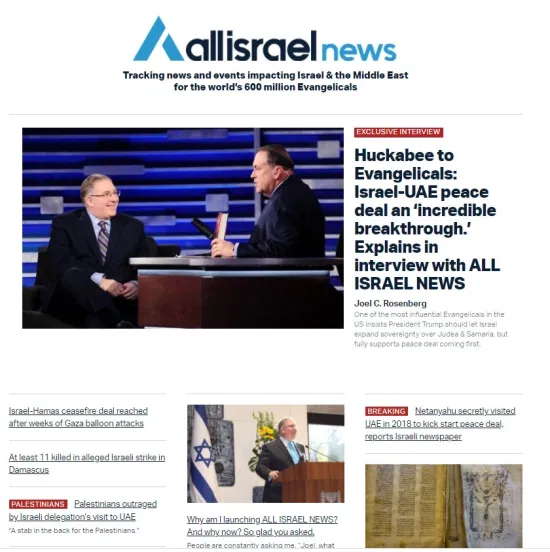 allisraelnews
Tracking news and events impacting Israel & the Middle East
for the world's 600 million Evangelicals
EXCLUSIVE INTERVIEW
Huckabee to
Evangelicals:
Israel-UAE peace
deal an ‘incredible
breakthrough.’
Explains in
interview with ALL
ISRAEL NEWS
Joel C. Rosenberg
One of the most influential Evangelicals in the
US insists President Trump should let Israel
expand sovereignty over Judea & Samaria, but
fully supports peace deal coming first.
Israel-Hamas ceasefire deal reached
after weeks of Gaza balloon attacks
At least 11 killed in alleged Israeli strike in
Damascus
PALESTINIANS Palestinians outraged
by Israeli delegation's visit to UAE
"A stab in the back for the Palestinians."
Why am I launching ALL ISRAEL NEWS?
And why now? So glad you asked.
People are constantly asking me, "Joel, what
BREAKING Netanyahu secretly visited
UAE in 2018 to kick start peace deal,
reports Israeli newspaper